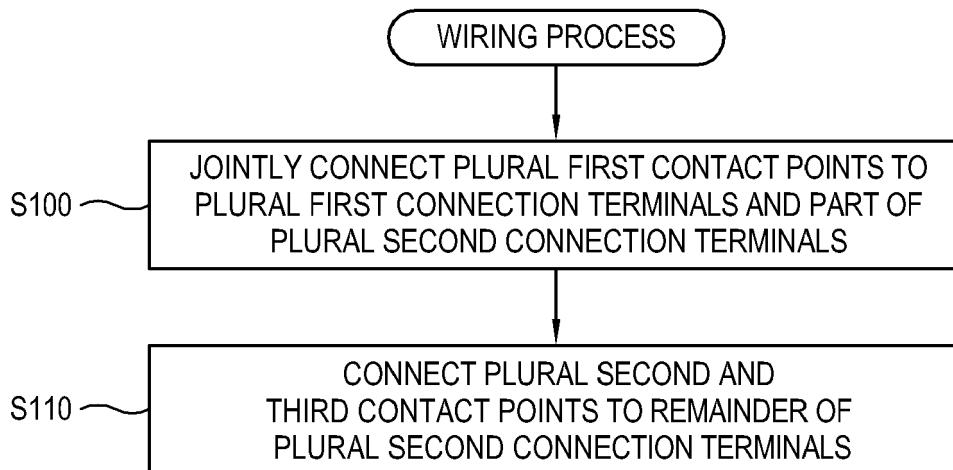 WIRING PROCESS
S100
JOINTLY CONNECT PLURAL FIRST CONTACT POINTS TO
PLURAL FIRST CONNECTION TERMINALS AND PART OF
PLURAL SECOND CONNECTION TERMINALS
S110
CONNECT PLURAL SECOND AND
THIRD CONTACT POINTS TO REMAINDER OF
PLURAL SECOND CONNECTION TERMINALS